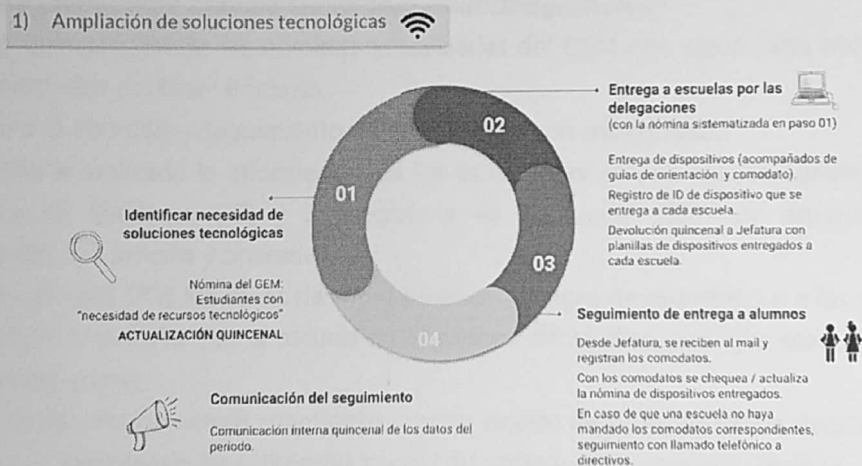 1) Ampliación de soluciones tecnológicas
01
Identificar necesidad de
soluciones tecnológicas
Nómina del GEM:
Estudiantes con
"necesidad de recursos tecnológicos"
ACTUALIZACIÓN QUINCENAL
02
Entrega a escuelas por las
delegaciones
(con la nómina sistematizada en paso 01)
Entrega de dispositivos (acompañados de
guías de orientación y comodato).
Registro de ID de dispositivo que se
entrega a cada escuela.
Devolución quincenal a Jefatura con
planillas de dispositivos entregados a
cada escuela.
03
Seguimiento de entrega a alumnos
Desde Jefatura, se reciben al mail y
registran los comodatos.
Con los comodatos se chequea / actualiza
la nómina de dispositivos entregados.
En caso de que una escuela no haya
mandado los comodatos correspondientes,
seguimiento con llamado telefónico a
directivos.
04
Comunicación del seguimiento
Comunicación interna quincenal de los datos del
periodo.